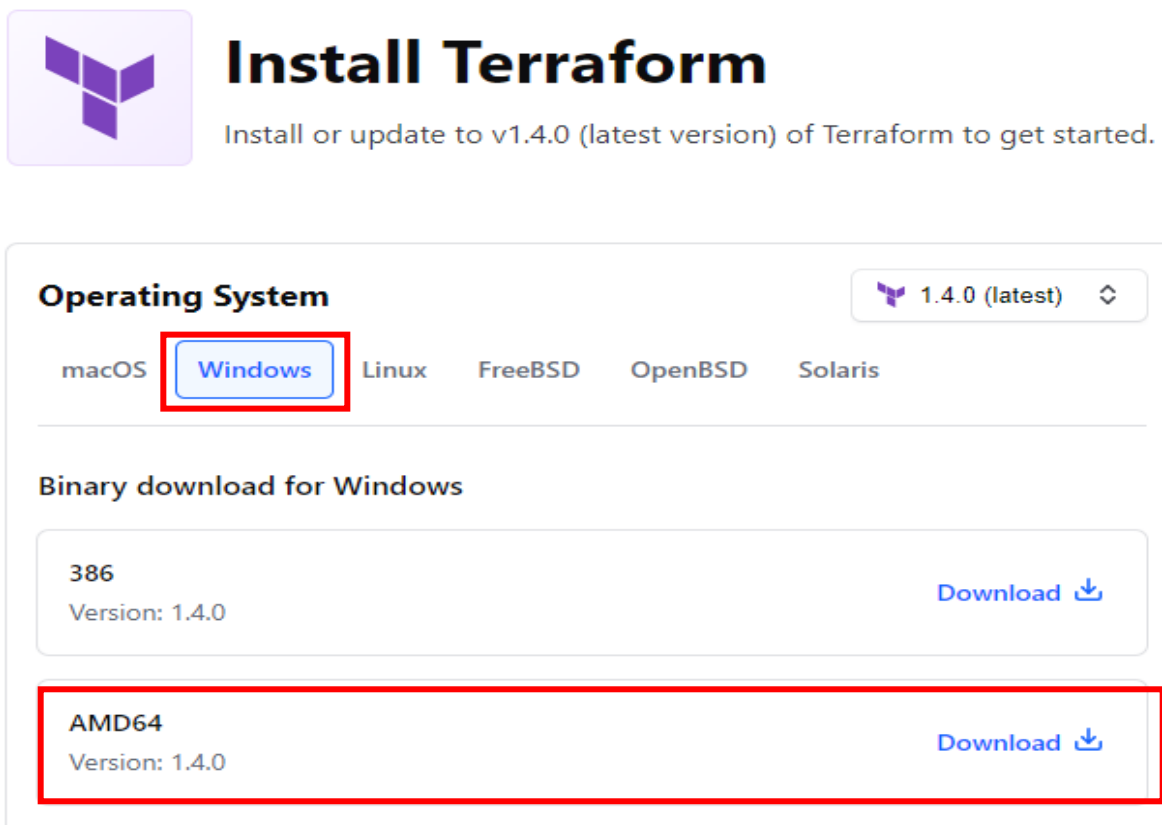 Install Terraform
Install or update to v1.4.0 (latest version) of Terraform to get started.
Operating System
1.4.0 (latest)
macOS Windows Linux FreeBSD OpenBSD Solaris
Binary download for Windows
386
Version: 1.4.0
Download
AMD64
Version: 1.4.0
Download